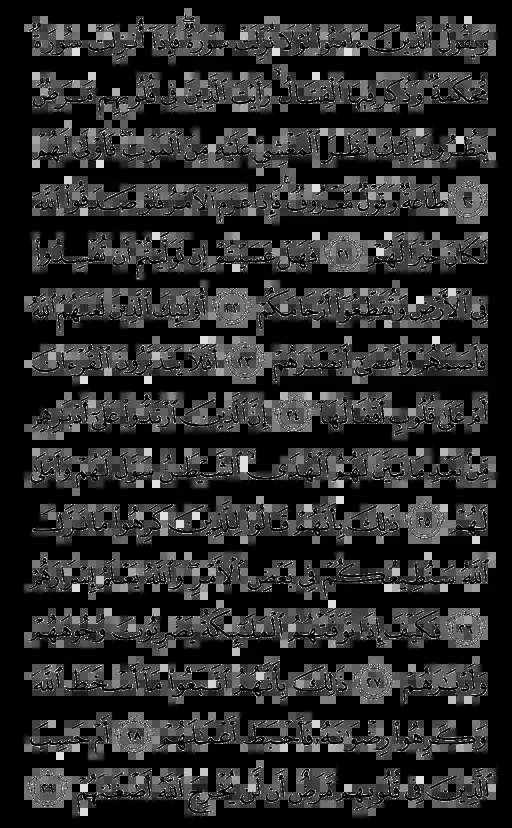 وَيَقُولُ ٱلَّذِينَ ءَامَنُوا۟ لَوْلَا نُزِّلَتْ سُورَةٌ فَإِذَآ أُنزِلَتْ سُورَةٌ
مُّحْكَمَةٌ وَذُكِرَ فِيهَا ٱلْقِتَالُ رَأَيْتَ ٱلَّذِينَ فِى قُلُوبِهِم مَّرَضٌ
يَنظُرُونَ إِلَيْكَ نَظَرَ ٱلْمَغْشِىِّ عَلَيْهِ مِنَ ٱلْمَوْتِ فَأَوْلَىٰ لَهُمْ
٢٠ طَاعَةٌ وَقَوْلٌ مَّعْرُوفٌ فَإِذَا عَزَمَ ٱلْأَمْرُ فَلَوْ صَدَقُوا۟ ٱللَّهَ
لَكَانَ خَيْرًا لَّهُمْ ٢١ فَهَلْ عَسَيْتُمْ إِن تَوَلَّيْتُمْ أَن تُفْسِدُوا۟
فِى ٱلْأَرْضِ وَتُقَطِّعُوٓا۟ أَرْحَامَكُمْ ٢٢ أُو۟لَٰٓئِكَ ٱلَّذِينَ لَعَنَهُمُ ٱللَّهُ
فَأَصَمَّهُمْ وَأَعْمَىٰٓ أَبْصَٰرَهُمْ ٢٣ أَفَلَا يَتَدَبَّرُونَ ٱلْقُرْءَانَ
أَمْ عَلَىٰ قُلُوبٍ أَقْفَالُهَآ ٢٤ إِنَّ ٱلَّذِينَ ٱرْتَدُّوا۟ عَلَىٰٓ أَدْبَٰرِهِم
مِّنۢ بَعْدِ مَا تَبَيَّنَ لَهُمُ ٱلْهُدَى ٱلشَّيْطَٰنُ سَوَّلَ لَهُمْ وَأَمْلَىٰ
لَهُمْ ٢٥ ذَٰلِكَ بِأَنَّهُمْ قَالُوا۟ لِلَّذِينَ كَرِهُوا۟ مَا نَزَّلَ
ٱللَّهُ سَنُطِيعُكُمْ فِى بَعْضِ ٱلْأَمْرِ وَٱللَّهُ يَعْلَمُ إِسْرَارَهُمْ
٢٦ فَكَيْفَ إِذَا تَوَفَّتْهُمُ ٱلْمَلَٰٓئِكَةُ يَضْرِبُونَ وُجُوهَهُمْ
وَأَدْبَٰرَهُمْ ٢٧ ذَٰلِكَ بِأَنَّهُمُ ٱتَّبَعُوا۟ مَآ أَسْخَطَ ٱللَّهَ
وَكَرِهُوا۟ رِضْوَٰنَهُۥ فَأَحْبَطَ أَعْمَٰلَهُمْ ٢٨ أَمْ حَسِبَ
ٱلَّذِينَ فِى قُلُوبِهِم مَّرَضٌ أَن لَّن يُخْرِجَ ٱللَّهُ أَضْغَٰنَهُمْ ٢٩